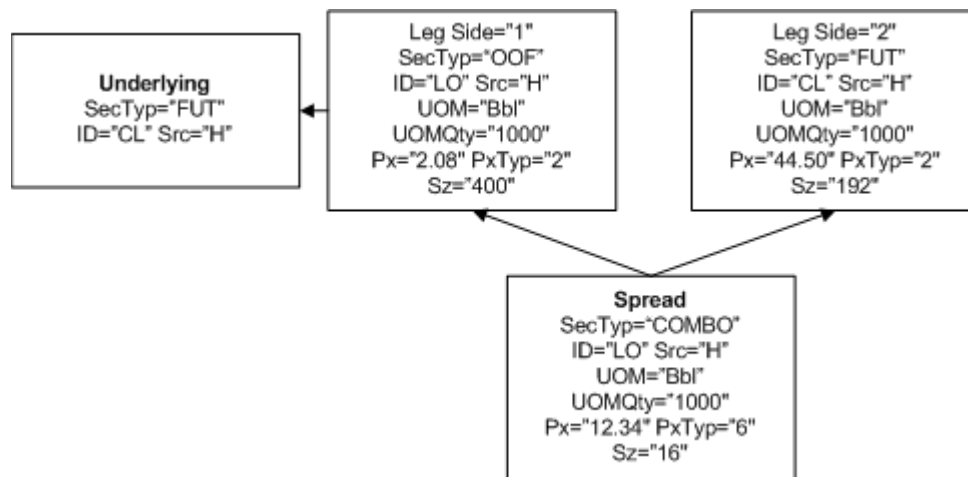 Underlying
SecTyp="FUT"
ID="CL" Src="H"
Leg Side="1"
SecTyp="OOF"
ID="LO" Src="H"
UOM="Bbl"
UOMQty="1000"
Px="2.08" PxTyp="2"
Sz="400"
Leg Side="2"
SecTyp="FUT"
ID="CL" Src="H"
UOM="Bbl"
UOMQty="1000"
Px="44.50" PxTyp="2"
Sz="192"
Spread
SecTyp="COMBO"
ID="LO" Src="H"
UOM="Bbl"
UOMQty="1000"
Px="12.34" PxTyp="6"
Sz="16"